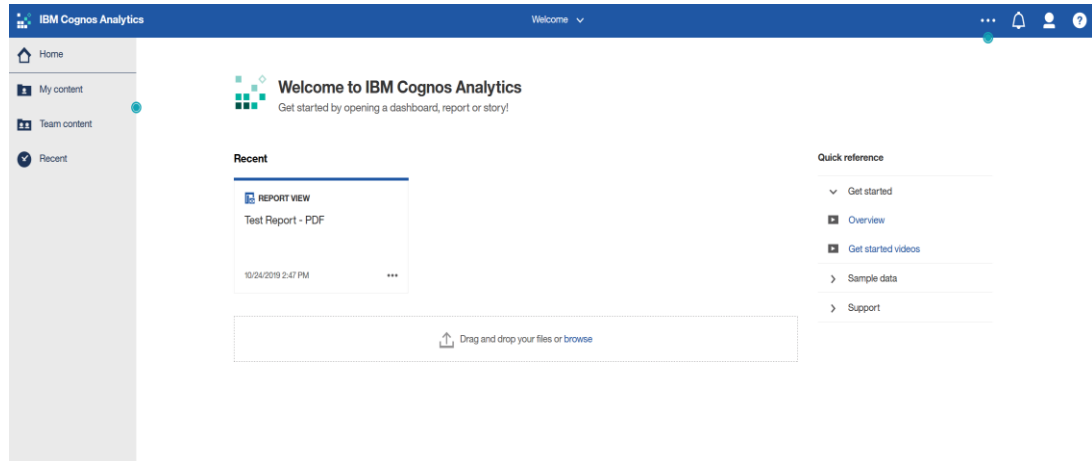 IBM Cognos Analytics
Welcome
Home
My content
Team content
Recent
Welcome to IBM Cognos Analytics
Get started by opening a dashboard, report or story!
Recent
REPORT VIEW
Test Report - PDF
10/24/2019 2:47 PM
Drag and drop your files or browse
Quick reference
Get started
Overview
Get started videos
Sample data
Support